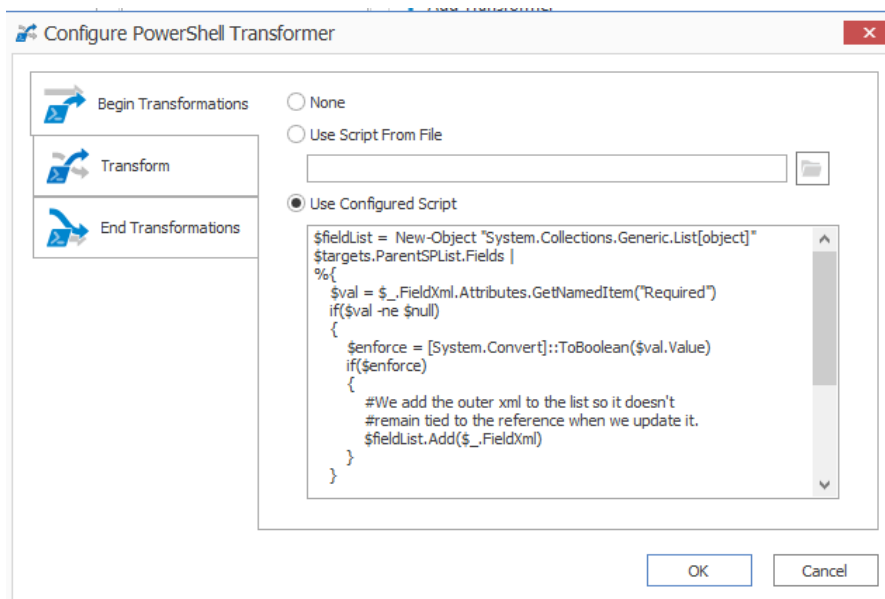 Configure PowerShell Transformer
Begin Transformations
Transform
End Transformations
None
Use Script From File
Use Configured Script
$fieldList = New-Object "System.Collections.Generic.List[object]"
$targets.ParentSPList.Fields |
%{
$val = $_.FieldXml.Attributes.GetNamedItem("Required")
if($val -ne $null)
{
$enforce = [System.Convert]::ToBoolean($val.Value)
if($enforce)
{
#We add the outer xml to the list so it doesn't
#remain tied to the reference when we update it.
$fieldList.Add($_.FieldXml)
}
}
OK
Cancel